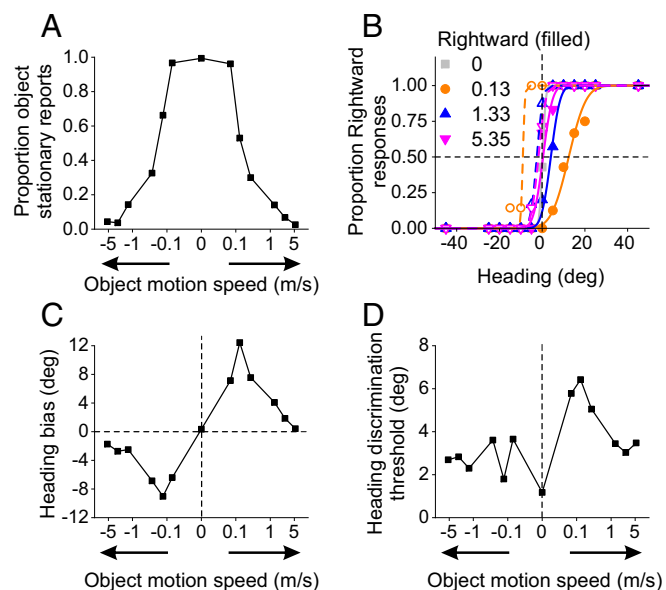 A
Proportion object
stationary reports
1.0
0.8
0.6
0.4
0.2
0.0
-5 -1 -0.1 0 0.1 1 5
Object motion speed (m/s)
B
Rightward (filled)
0
0.13
1.33
5.35
Proportion Rightward
responses
1.00
0.75
0.50
0.25
0.00
-40 -20 0 20 40
Heading (deg)
C
Heading bias (deg)
12
8
4
0
-4
-8
-12
-5 -1 -0.1 0 0.1 1 5
Object motion speed (m/s)
D
Heading discrimination
threshold (deg)
8
6
4
2
0
-5 -1 -0.1 0 0.1 1 5
Object motion speed (m/s)